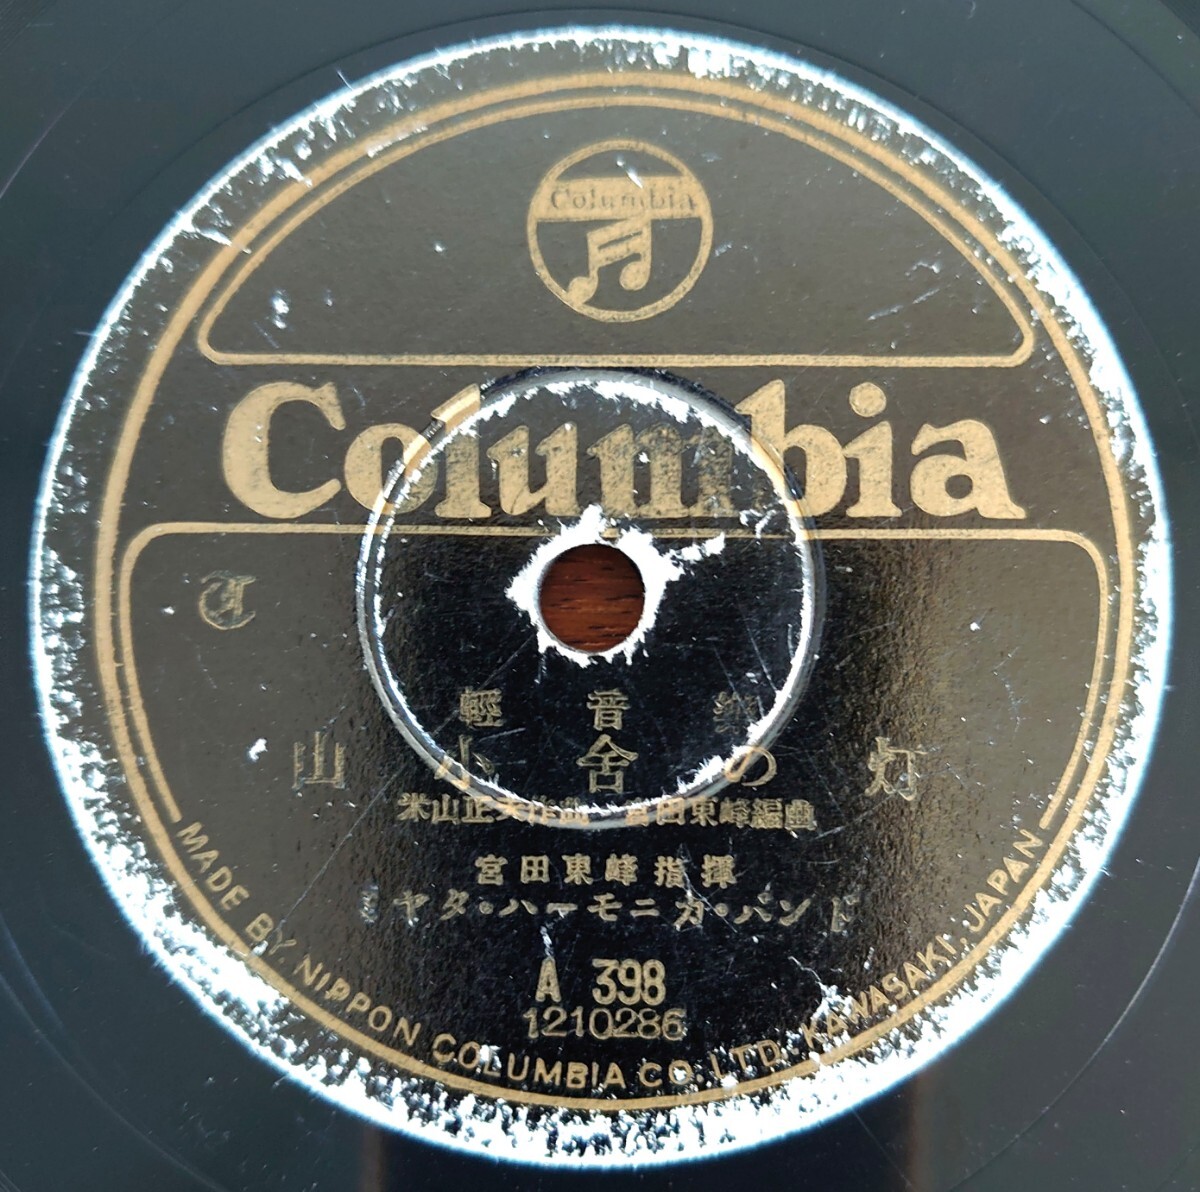 Columbia
Columbia
輕音樂
山小舎の灯
米山正夫作曲 宮田東峰編曲
宮田東峰指揮
ミヤタ・ハーモニカ・バンド
A 398
1210286
MADE BY. NIPPON COLUMBIA CO., LTD. KAWASAKI, JAPAN